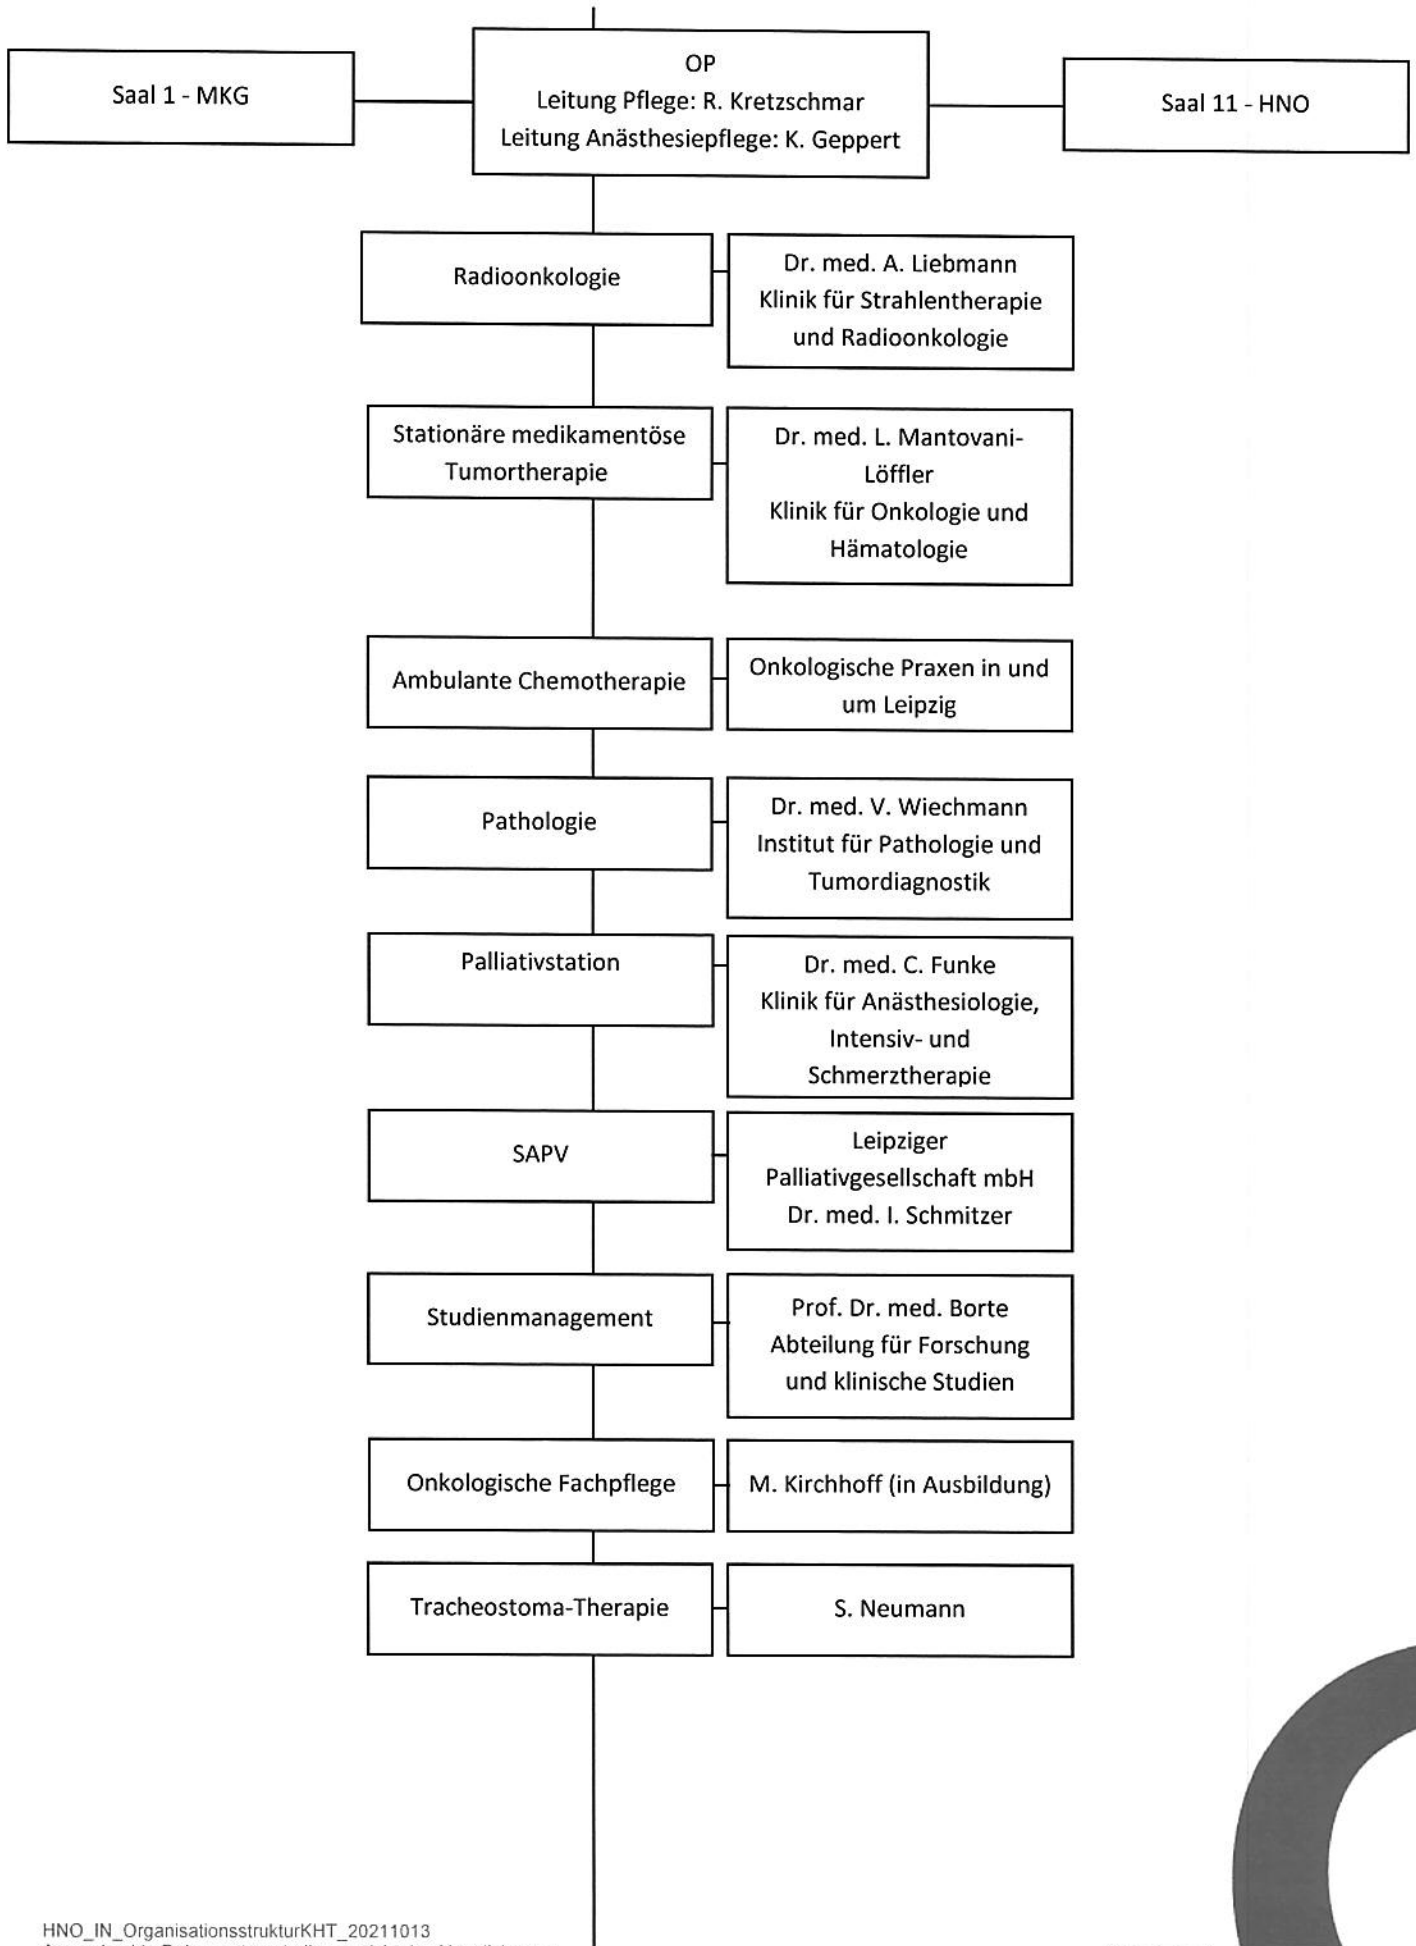 Saal 1 - MKG
OP
Leitung Pflege: R. Kretzschmar
Leitung Anästhesiepflege: K. Geppert
Saal 11 - HNO
Radioonkologie
Dr. med. A. Liebmann
Klinik für Strahlentherapie
und Radioonkologie
Stationäre medikamentöse
Tumortherapie
Dr. med. L. Mantovani-
Löffler
Klinik für Onkologie und
Hämatologie
Ambulante Chemotherapie
Onkologische Praxen in und
um Leipzig
Pathologie
Dr. med. V. Wiechmann
Institut für Pathologie und
Tumordiagnostik
Palliativstation
Dr. med. C. Funke
Klinik für Anästhesiologie,
Intensiv- und
Schmerztherapie
SAPV
Leipziger
Palliativgesellschaft mbH
Dr. med. I. Schmitzer
Studienmanagement
Prof. Dr. med. Borte
Abteilung für Forschung
und klinische Studien
Onkologische Fachpflege
M. Kirchhoff (in Ausbildung)
Tracheostoma-Therapie
S. Neumann
HNO_IN_OrganisationsstrukturKHT_20211013